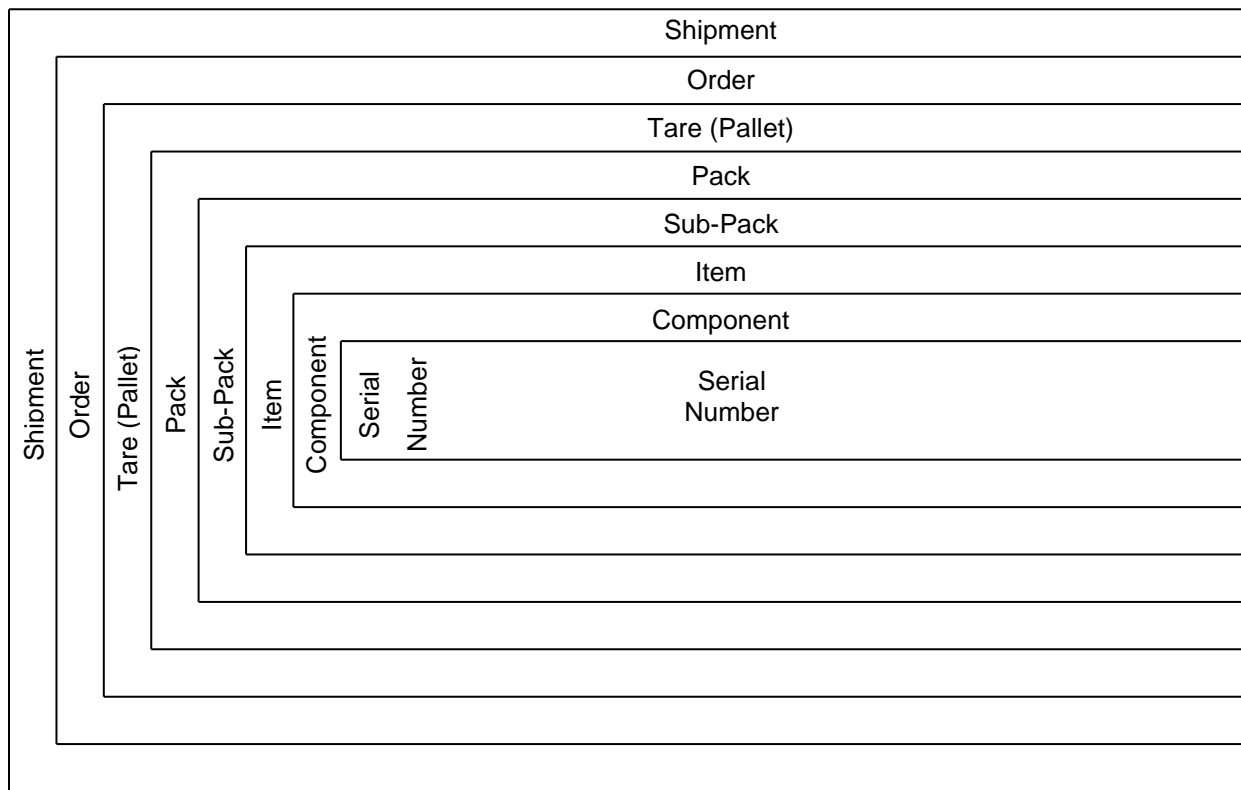 Shipment
Order
Tare (Pallet)
Pack
Sub-Pack
Item
Component
Serial
Number
Shipment
Order
Tare (Pallet)
Pack
Sub-Pack
Item
Component
Serial
Number